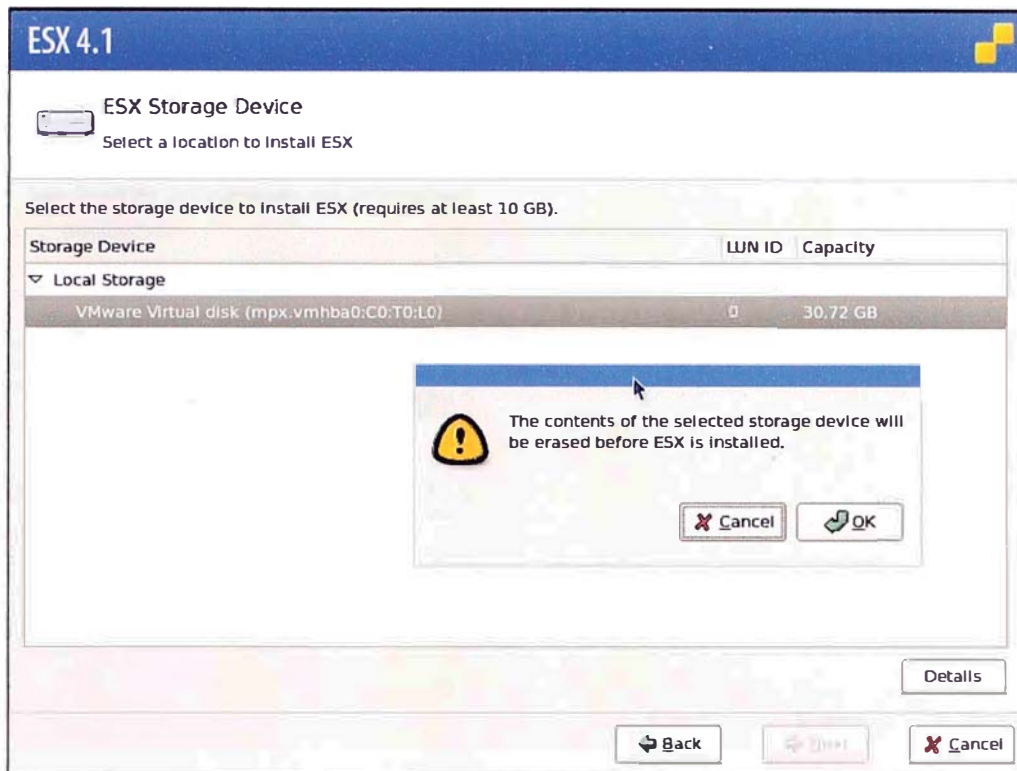 ESX 4.1
ESX Storage Device
Select a location to install ESX
Select the storage device to install ESX (requires at least 10 GB).
Storage Device LUN ID Capacity
Local Storage
VMware Virtual disk (mpx.vmhba0:C0:T0:L0) 0 30.72 GB
The contents of the selected storage device will
be erased before ESX is installed.
Cancel OK
Details
Back Next Cancel